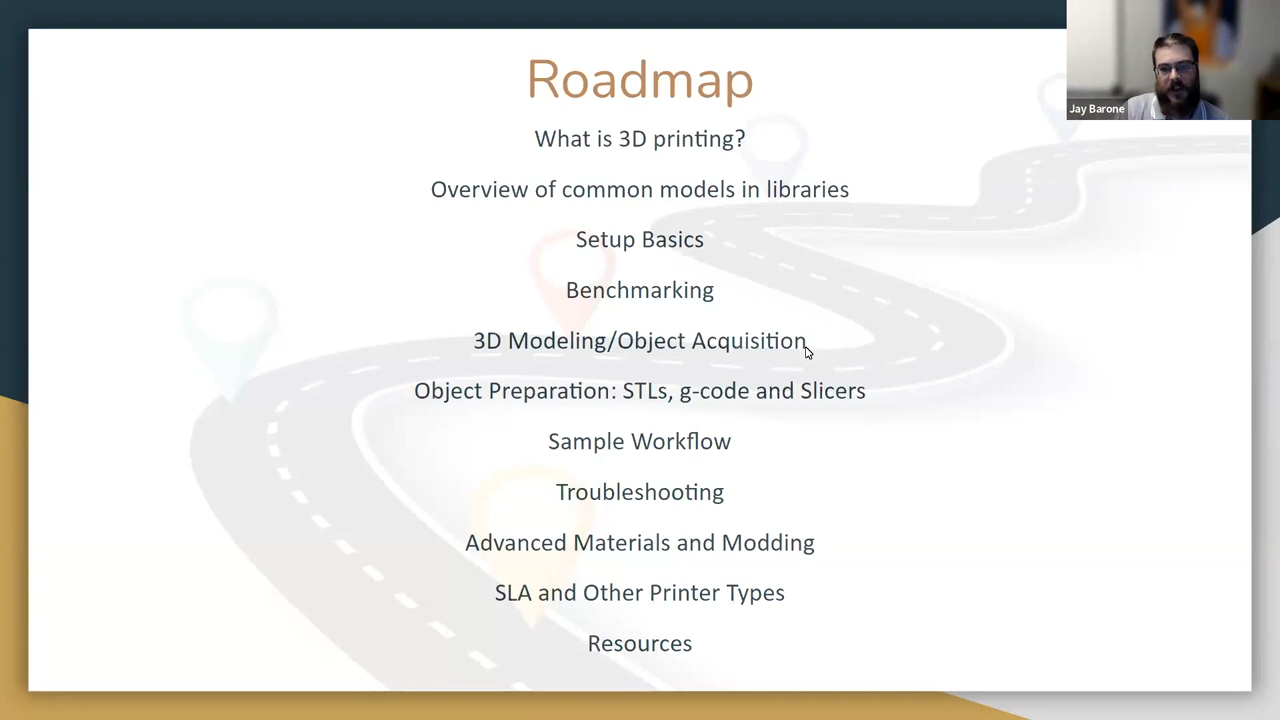 Roadmap
Jay Barone
What is 3D printing?
Overview of common models in libraries
Setup Basics
Benchmarking
3D Modeling/Object Acquisition
Object Preparation: STLs, g-code and Slicers
Sample Workflow
Troubleshooting
Advanced Materials and Modding
SLA and Other Printer Types
Resources